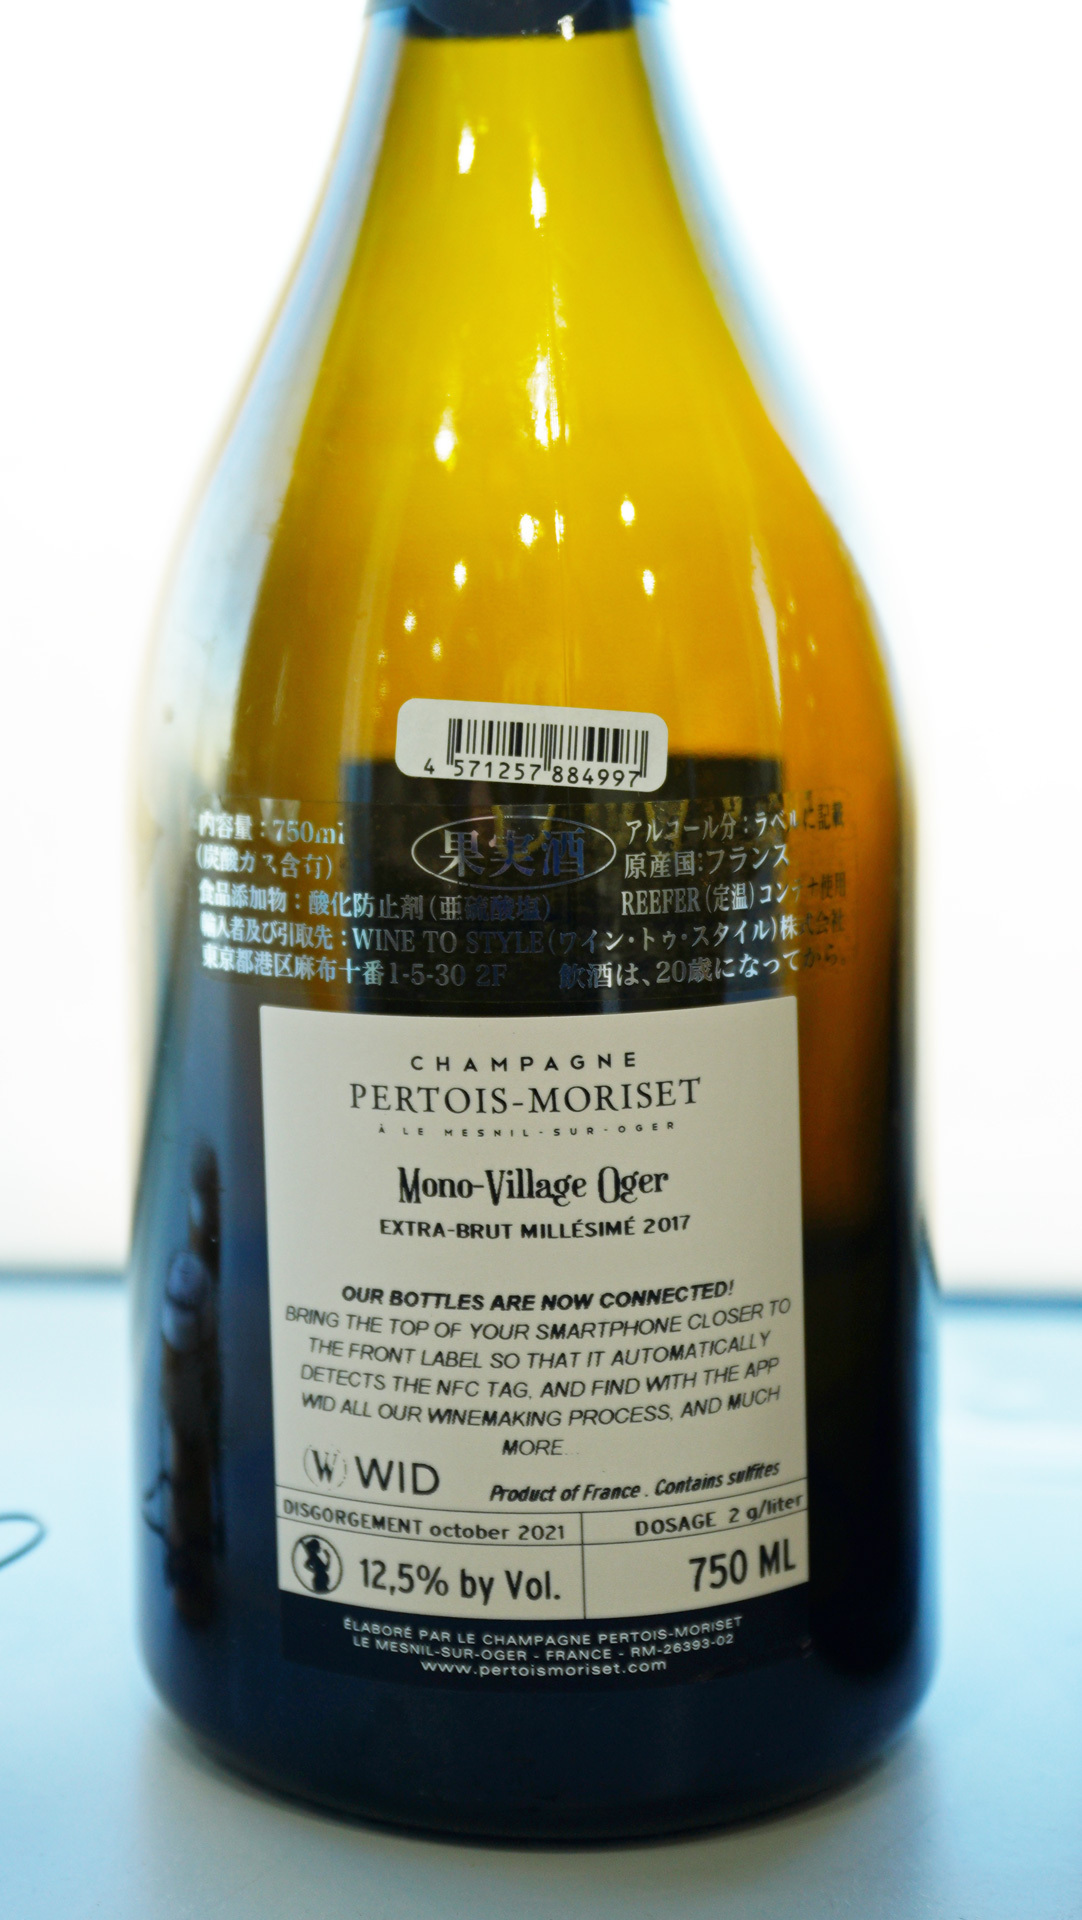 4 571257 884997
内容量：750ml
(炭酸ガス含有)
果実酒
アルコール分：ラベルに記載
原産国:フランス
食品添加物：酸化防止剤(亜硫酸塩)
REEFER(定温)コンテナ使用
輸入者及び引取先：WINE TO STYLE(ワイン・トゥ・スタイル)株式会社
東京都港区麻布十番1-5-30 2F 飲酒は、20歳になってから。
CHAMPAGNE
PERTOIS-MORISET
À LE MESNIL-SUR-OGER
Mono-Village Oger
EXTRA-BRUT MILLÉSIMÉ 2017
OUR BOTTLES ARE NOW CONNECTED!
BRING THE TOP OF YOUR SMARTPHONE CLOSER TO
THE FRONT LABEL SO THAT IT AUTOMATICALLY
DETECTS THE NFC TAG, AND FIND WITH THE APP
WID ALL OUR WINEMAKING PROCESS, AND MUCH
MORE...
W WID
Product of France . Contains sulfites
DISGORGEMENT october 2021
DOSAGE 2 g/liter
12,5% by Vol.
750 ML
ÉLABORÉ PAR LE CHAMPAGNE PERTOIS-MORISET
LE MESNIL-SUR-OGER - FRANCE - RM-26393-02
www.pertoismoriset.com